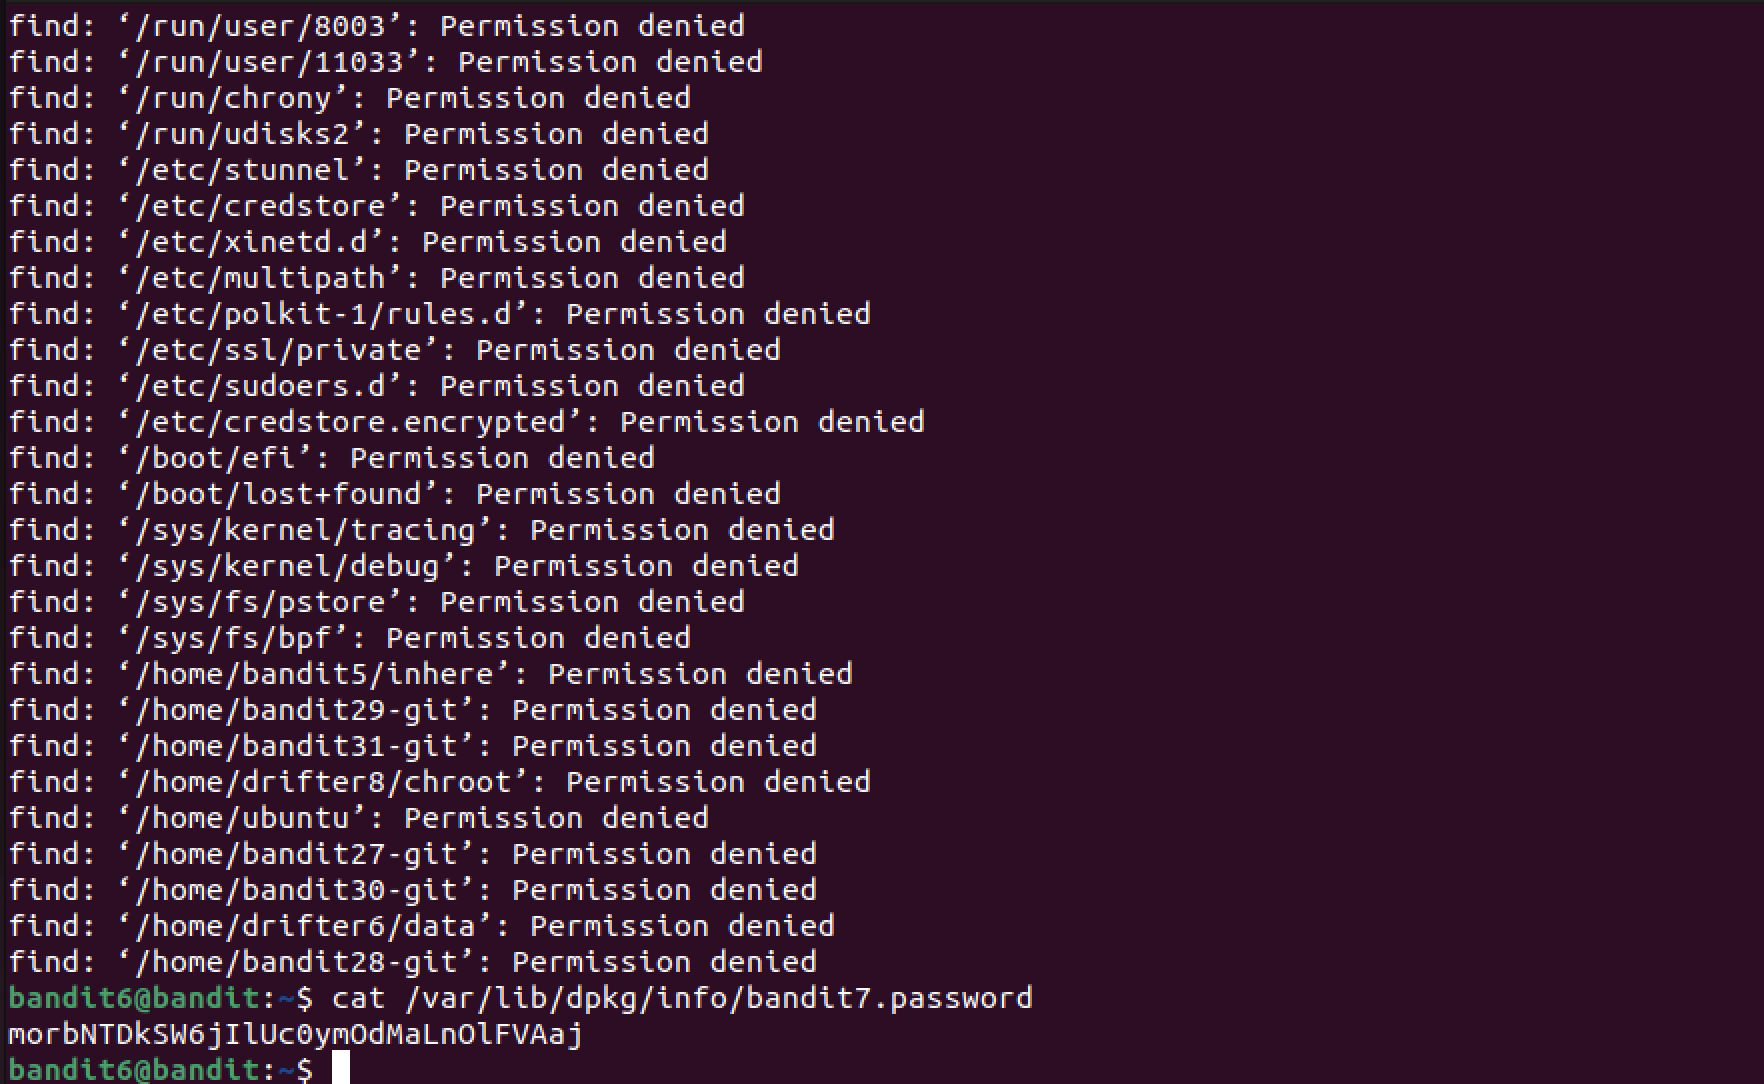 find: ‘/run/user/8003’: Permission denied
find: ‘/run/user/11033’: Permission denied
find: ‘/run/chrony’: Permission denied
find: ‘/run/udisks2’: Permission denied
find: ‘/etc/stunnel’: Permission denied
find: ‘/etc/credstore’: Permission denied
find: ‘/etc/xinetd.d’: Permission denied
find: ‘/etc/multipath’: Permission denied
find: ‘/etc/polkit-1/rules.d’: Permission denied
find: ‘/etc/ssl/private’: Permission denied
find: ‘/etc/sudoers.d’: Permission denied
find: ‘/etc/credstore.encrypted’: Permission denied
find: ‘/boot/efi’: Permission denied
find: ‘/boot/lost+found’: Permission denied
find: ‘/sys/kernel/tracing’: Permission denied
find: ‘/sys/kernel/debug’: Permission denied
find: ‘/sys/fs/pstore’: Permission denied
find: ‘/sys/fs/bpf’: Permission denied
find: ‘/home/bandit5/inhere’: Permission denied
find: ‘/home/bandit29-git’: Permission denied
find: ‘/home/bandit31-git’: Permission denied
find: ‘/home/drifter8/chroot’: Permission denied
find: ‘/home/ubuntu’: Permission denied
find: ‘/home/bandit27-git’: Permission denied
find: ‘/home/bandit30-git’: Permission denied
find: ‘/home/drifter6/data’: Permission denied
find: ‘/home/bandit28-git’: Permission denied
bandit6@bandit:~$ cat /var/lib/dpkg/info/bandit7.password
morbNTDkSW6jIlUc0ymOdMaLnOlFVAaj
bandit6@bandit:~$